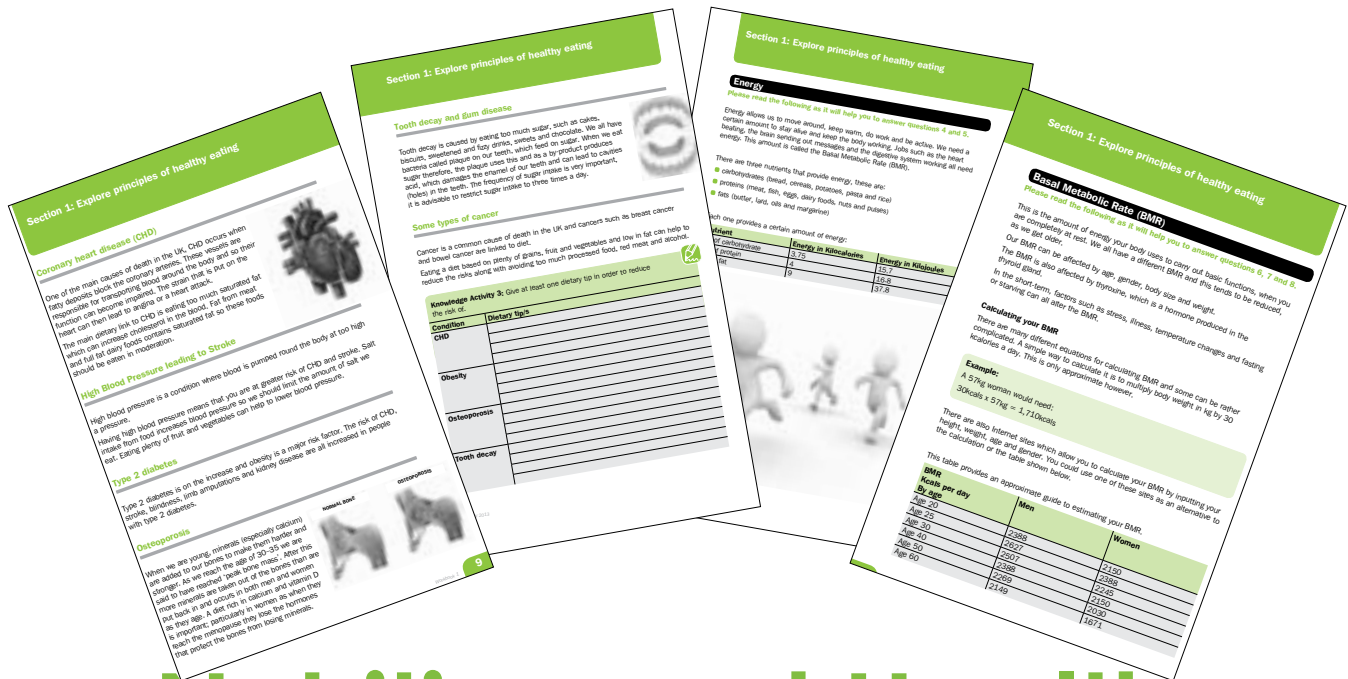 Section 1: Explore principles of healthy eating
Coronary heart disease (CHD)
One of the main causes of death in the UK, CHD occurs when
fatty deposits block the coronary arteries. These vessels are
responsible for transporting blood around the body and so their
function can become impaired. The strain that is put on the
heart can then lead to angina or a heart attack.
The main dietary link to CHD is eating too much saturated fat
which can increase cholesterol in the blood. Fat from meat
and full fat dairy foods contains saturated fat so these foods
should be eaten in moderation.
High Blood Pressure leading to Stroke
High blood pressure is a condition where blood is pumped round the body at too high
a pressure.
Having high blood pressure means that you are at greater risk of CHD and stroke. Salt
intake from food increases blood pressure so we should limit the amount of salt we
eat. Eating plenty of fruit and vegetables can help to lower blood pressure.
Type 2 diabetes
Type 2 diabetes is on the increase and obesity is a major risk factor. The risk of CHD,
stroke, blindness, limb amputations and kidney disease are all increased in people
with type 2 diabetes.
Osteoporosis
When we are young, minerals (especially calcium)
are added to our bones to make them harder and
stronger. As we reach the age of 30–35 we are
said to have reached 'peak bone mass'. After this
more minerals are taken out of the bones than are
put back in and occurs in both men and women
as they age. A diet rich in calcium and vitamin D
is important; particularly in women as when they
reach the menopause they lose the hormones
that protect the bones from losing minerals.
NORMAL BONE
OSTEOPOROSIS
9
Section 1: Explore principles of healthy eating
Tooth decay and gum disease
Tooth decay is caused by eating too much sugar, such as cakes,
biscuits, sweetened and fizzy drinks, sweets and chocolate. We all have
bacteria called plaque on our teeth, which feed on sugar. When we eat
sugar therefore, the plaque uses this and as a by-product produces
acid, which damages the enamel of our teeth and can lead to cavities
(holes) in the teeth. The frequency of sugar intake is very important,
it is advisable to restrict sugar intake to three times a day.
Some types of cancer
Cancer is a common cause of death in the UK and cancers such as breast cancer
and bowel cancer are linked to diet.
Eating a diet based on plenty of grains, fruit and vegetables and low in fat can help to
reduce the risks along with avoiding too much processed food, red meat and alcohol.
Knowledge Activity 3: Give at least one dietary tip in order to reduce
the risk of:
Condition Dietary tip/s
CHD
Obesity
Osteoporosis
Tooth decay
Section 1: Explore principles of healthy eating
Energy
Please read the following as it will help you to answer questions 4 and 5.
Energy allows us to move around, keep warm, do work and be active. We need a
certain amount to stay alive and keep the body working. Jobs such as the heart
beating, the brain sending out messages and the digestive system working all need
energy. This amount is called the Basal Metabolic Rate (BMR).
There are three nutrients that provide energy, these are:
carbohydrates (bread, cereals, potatoes, pasta and rice)
proteins (meat, fish, eggs, dairy foods, nuts and pulses)
fats (butter, lard, oils and margarine)
ach one provides a certain amount of energy:
utrient Energy in Kilocalories Energy in Kilojoules
of carbohydrate 3.75 15.7
protein 4 16.8
fat 9 37.8
Section 1: Explore principles of healthy eating
Basal Metabolic Rate (BMR)
Please read the following as it will help you to answer questions 6, 7 and 8.
This is the amount of energy your body uses to carry out basic functions, when you
are completely at rest. We all have a different BMR and this tends to be reduced,
as we get older.
Our BMR can be affected by age, gender, body size and weight.
The BMR is also affected by thyroxine, which is a hormone produced in the
thyroid gland.
In the short-term, factors such as stress, illness, temperature changes and fasting
or starving can all alter the BMR.
Calculating your BMR
There are many different equations for calculating BMR and some can be rather
complicated. A simple way to calculate it is to multiply body weight in kg by 30
kcalories a day. This is only approximate however.
Example:
A 57kg woman would need:
30kcals x 57kg = 1,710kcals
There are also Internet sites which allow you to calculate your BMR by inputting your
height, weight, age and gender. You could use one of these sites as an alternative to
the calculation or the table shown below.
This table provides an approximate guide to estimating your BMR.
BMR
Kcals per day
By age Men Women
Age 20 2388 2150
Age 25 2627 2388
Age 30 2507 2245
Age 40 2388 2150
Age 50 2269 2030
Age 60 2149 1671